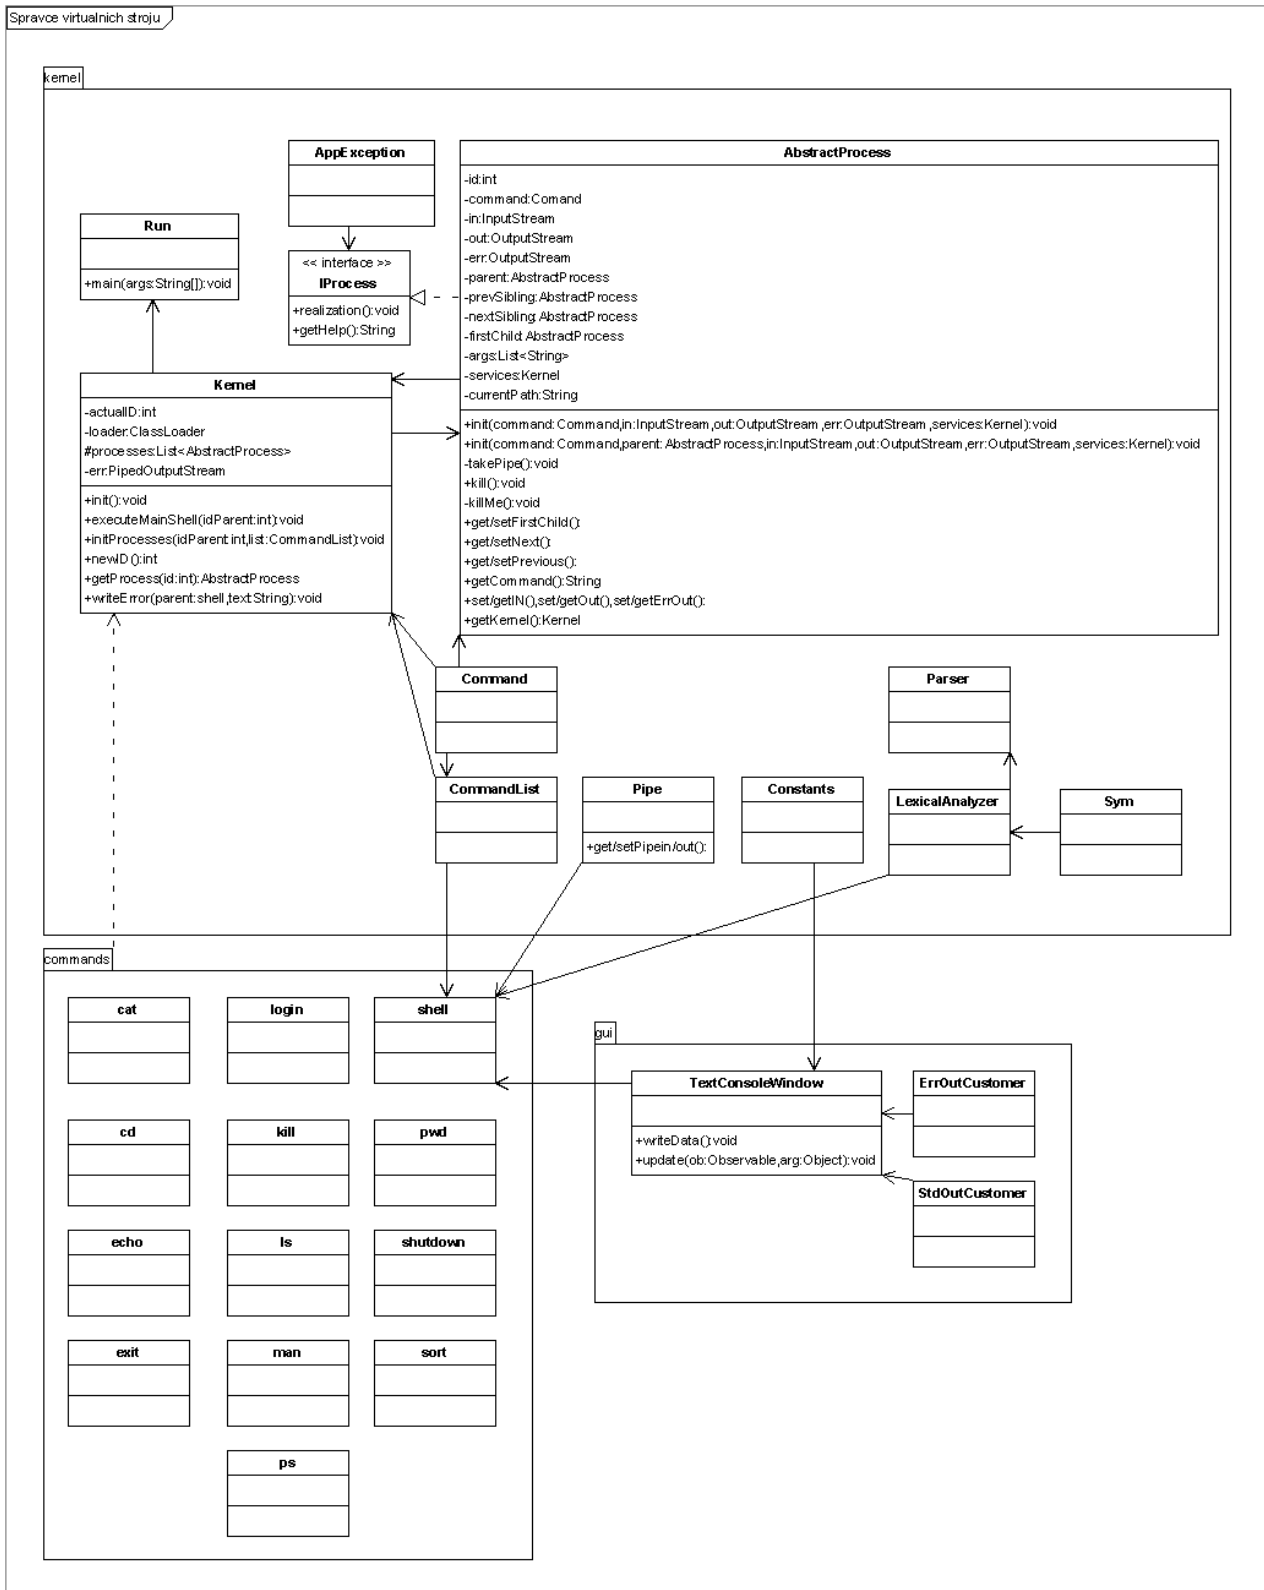 Spravce virtualnich stroju
kernel
AppException
AbstractProcess
-id:int
-command:Comand
-in:InputStream
-out:OutputStream
-err:OutputStream
-parent:AbstractProcess
-prevSibling:AbstractProcess
-nextSibling:AbstractProcess
-firstChild:AbstractProcess
-args:List<String>
-services:Kernel
-currentPath:String
+init(command:Command,in:InputStream,out:OutputStream,err:OutputStream,services:Kernel):void
+init(command:Command,parent:AbstractProcess,in:InputStream,out:OutputStream,err:OutputStream,services:Kernel):void
-takePipe():void
+kill():void
-killMe():void
+get/setFirstChild():
+get/setNext():
+get/setPrevious():
+getCommand():String
+set/getIN(),set/getOut(),set/getErrOut():
+getKernel():Kernel
Run
+main(args:String[]):void
<< interface >>
IProcess
+realization():void
+getHelp():String
Kernel
-actualID:int
-loader:ClassLoader
#processes:List<AbstractProcess>
-err:PipedOutputStream
+init():void
+executeMainShell(idParent:int):void
+initProcesses(idParent:int,list:CommandList):void
+newID():int
+getProcess(id:int):AbstractProcess
+writeError(parent:shell,text:String):void
Command
Parser
CommandList
Pipe
+get/setPipein/out():
Constants
LexicalAnalyzer
Sym
commands
cat
login
shell
cd
kill
pwd
echo
ls
shutdown
exit
man
sort
ps
gui
TextConsoleWindow
+writeData():void
+update(ob:Observable,arg:Object):void
ErrOutCustomer
StdOutCustomer